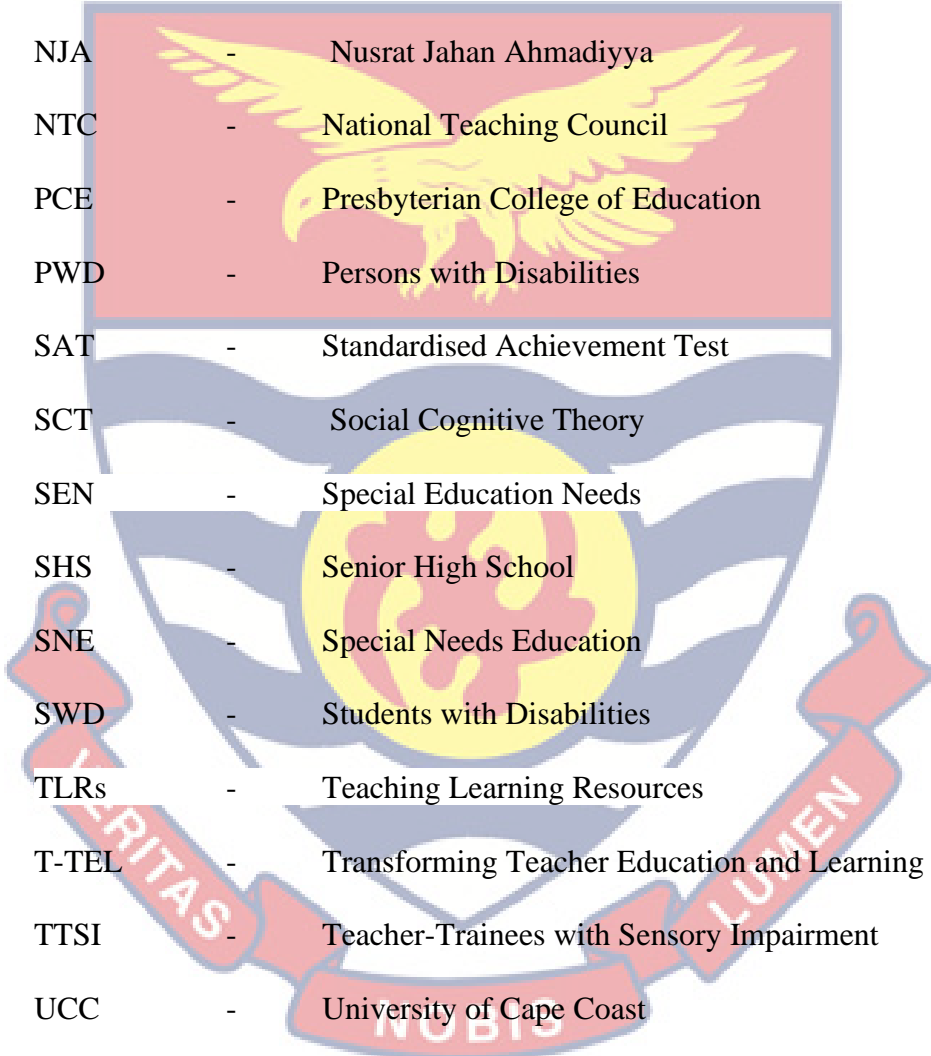 NJA - Nusrat Jahan Ahmadiyya
NTC - National Teaching Council
PCE - Presbyterian College of Education
PWD - Persons with Disabilities
SAT - Standardised Achievement Test
SCT - Social Cognitive Theory
SEN - Special Education Needs
SHS - Senior High School
SNE - Special Needs Education
SWD - Students with Disabilities
TLRs - Teaching Learning Resources
T-TEL - Transforming Teacher Education and Learning
TTSI - Teacher-Trainees with Sensory Impairment
UCC - University of Cape Coast
VERITAS
NOBIS
LUMEN